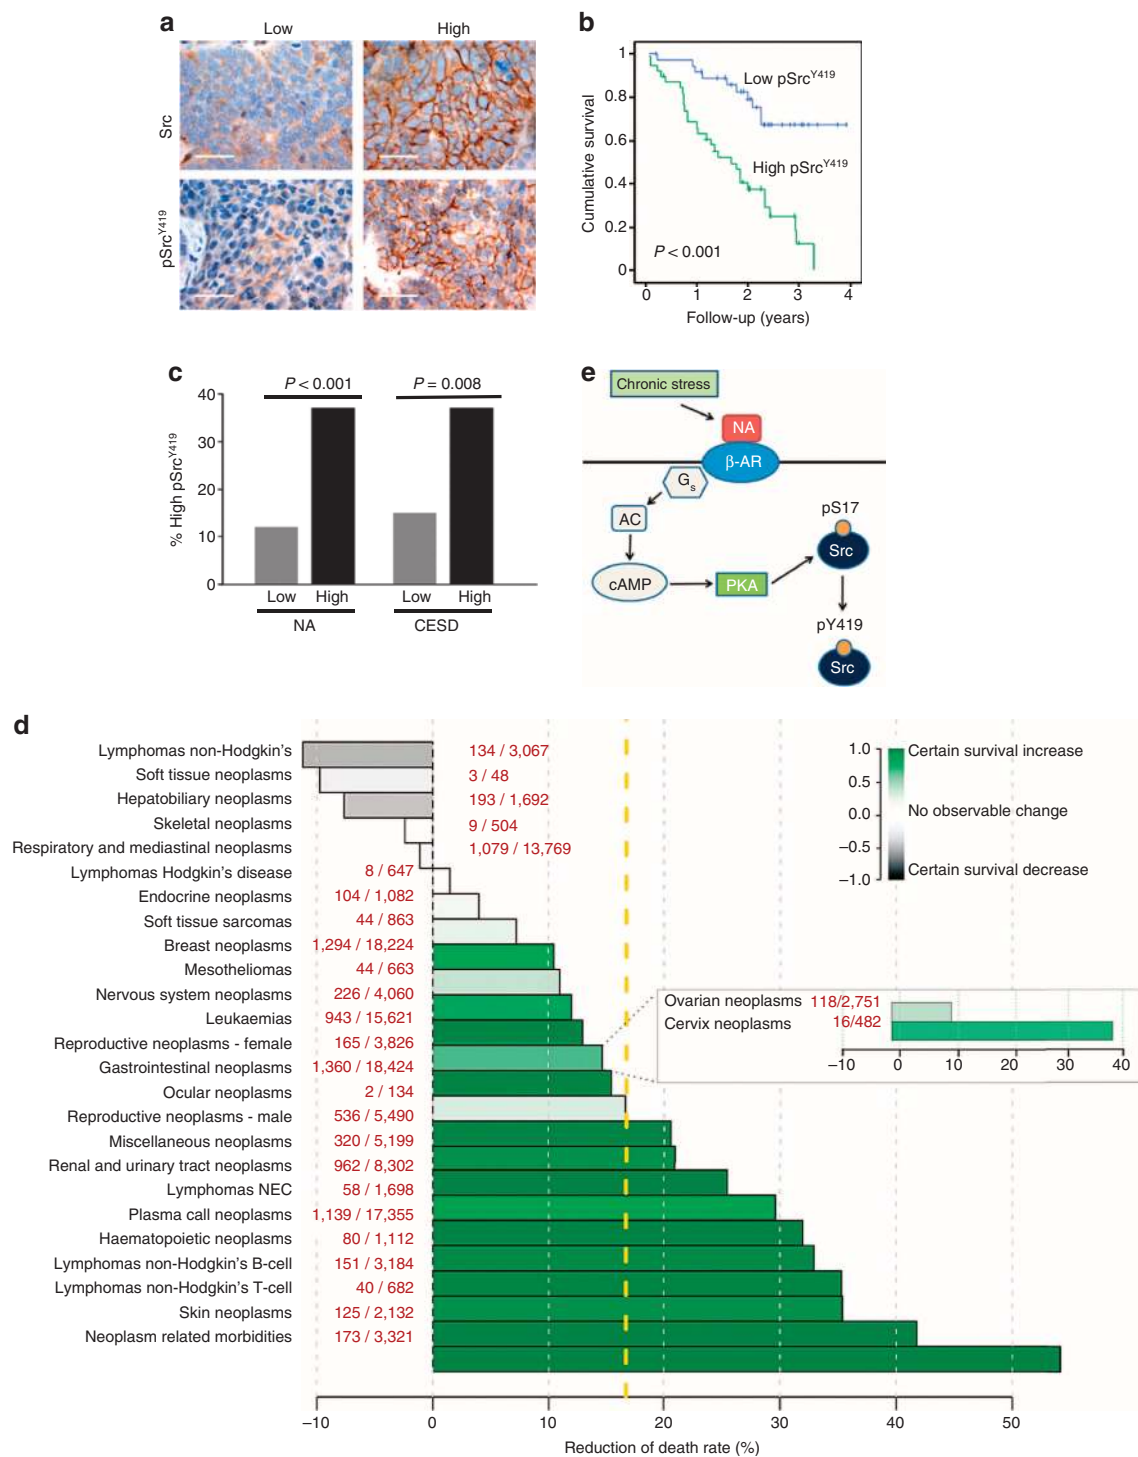 a
Low
High
Src
pSrcY419
b
1
0.8
0.6
0.4
0.2
0
Cumulative survival
Low pSrcY419
High pSrcY419
P < 0.001
0 1 2 3 4
Follow-up (years)
c
P < 0.001
P = 0.008
40
30
20
10
0
% High pSrcY419
Low High Low High
NA CESD
e
Chronic stress
NA
β-AR
Gs
AC
cAMP
PKA
pS17
Src
pY419
Src
d
Lymphomas non-Hodgkin's 134 / 3,067
Soft tissue neoplasms 3 / 48
Hepatobiliary neoplasms 193 / 1,692
Skeletal neoplasms 9 / 504
Respiratory and mediastinal neoplasms 1,079 / 13,769
Lymphomas Hodgkin's disease 8 / 647
Endocrine neoplasms 104 / 1,082
Soft tissue sarcomas 44 / 863
Breast neoplasms 1,294 / 18,224
Mesotheliomas 44 / 663
Nervous system neoplasms 226 / 4,060
Leukaemias 943 / 15,621
Reproductive neoplasms - female 165 / 3,826
Gastrointestinal neoplasms 1,360 / 18,424
Ocular neoplasms 2 / 134
Reproductive neoplasms - male 536 / 5,490
Miscellaneous neoplasms 320 / 5,199
Renal and urinary tract neoplasms 962 / 8,302
Lymphomas NEC 58 / 1,698
Plasma call neoplasms 1,139 / 17,355
Haematopoietic neoplasms 80 / 1,112
Lymphomas non-Hodgkin's B-cell 151 / 3,184
Lymphomas non-Hodgkin's T-cell 40 / 682
Skin neoplasms 125 / 2,132
Neoplasm related morbidities 173 / 3,321
1.0 Certain survival increase
0.5
0.0 No observable change
–0.5
–1.0 Certain survival decrease
Ovarian neoplasms 118/2,751
Cervix neoplasms 16/482
–10 0 10 20 30 40
–10 0 10 20 30 40 50
Reduction of death rate (%)